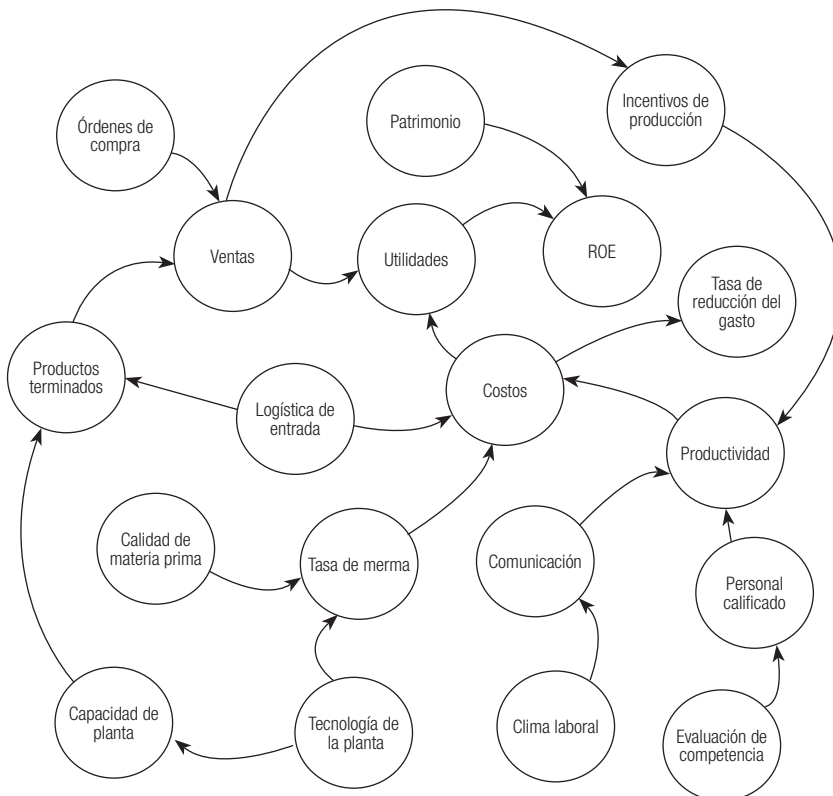 Órdenes de
compra
Patrimonio
Incentivos de
producción
Ventas
Utilidades
ROE
Tasa de
reducción del
gasto
Productos
terminados
Logística de
entrada
Costos
Productividad
Calidad de
materia prima
Tasa de merma
Comunicación
Personal
calificado
Capacidad de
planta
Tecnología de
la planta
Clima laboral
Evaluación de
competencia